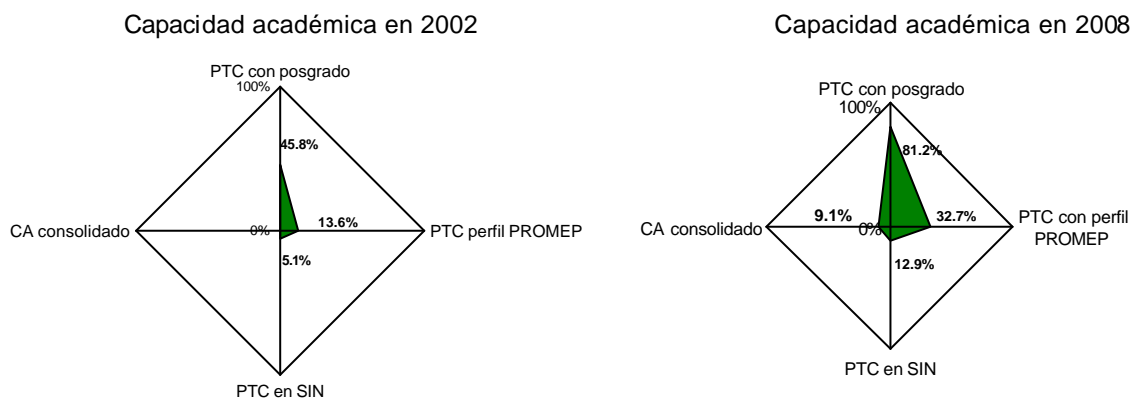 Capacidad académica en 2002
PTC con posgrado
100%
45.8%
CA consolidado
0%
13.6%
PTC perfil PROMEP
5.1%
PTC en SIN
Capacidad académica en 2008
PTC con posgrado
100%
81.2%
CA consolidado
9.1%
0%
32.7%
PTC con perfil
PROMEP
12.9%
PTC en SIN